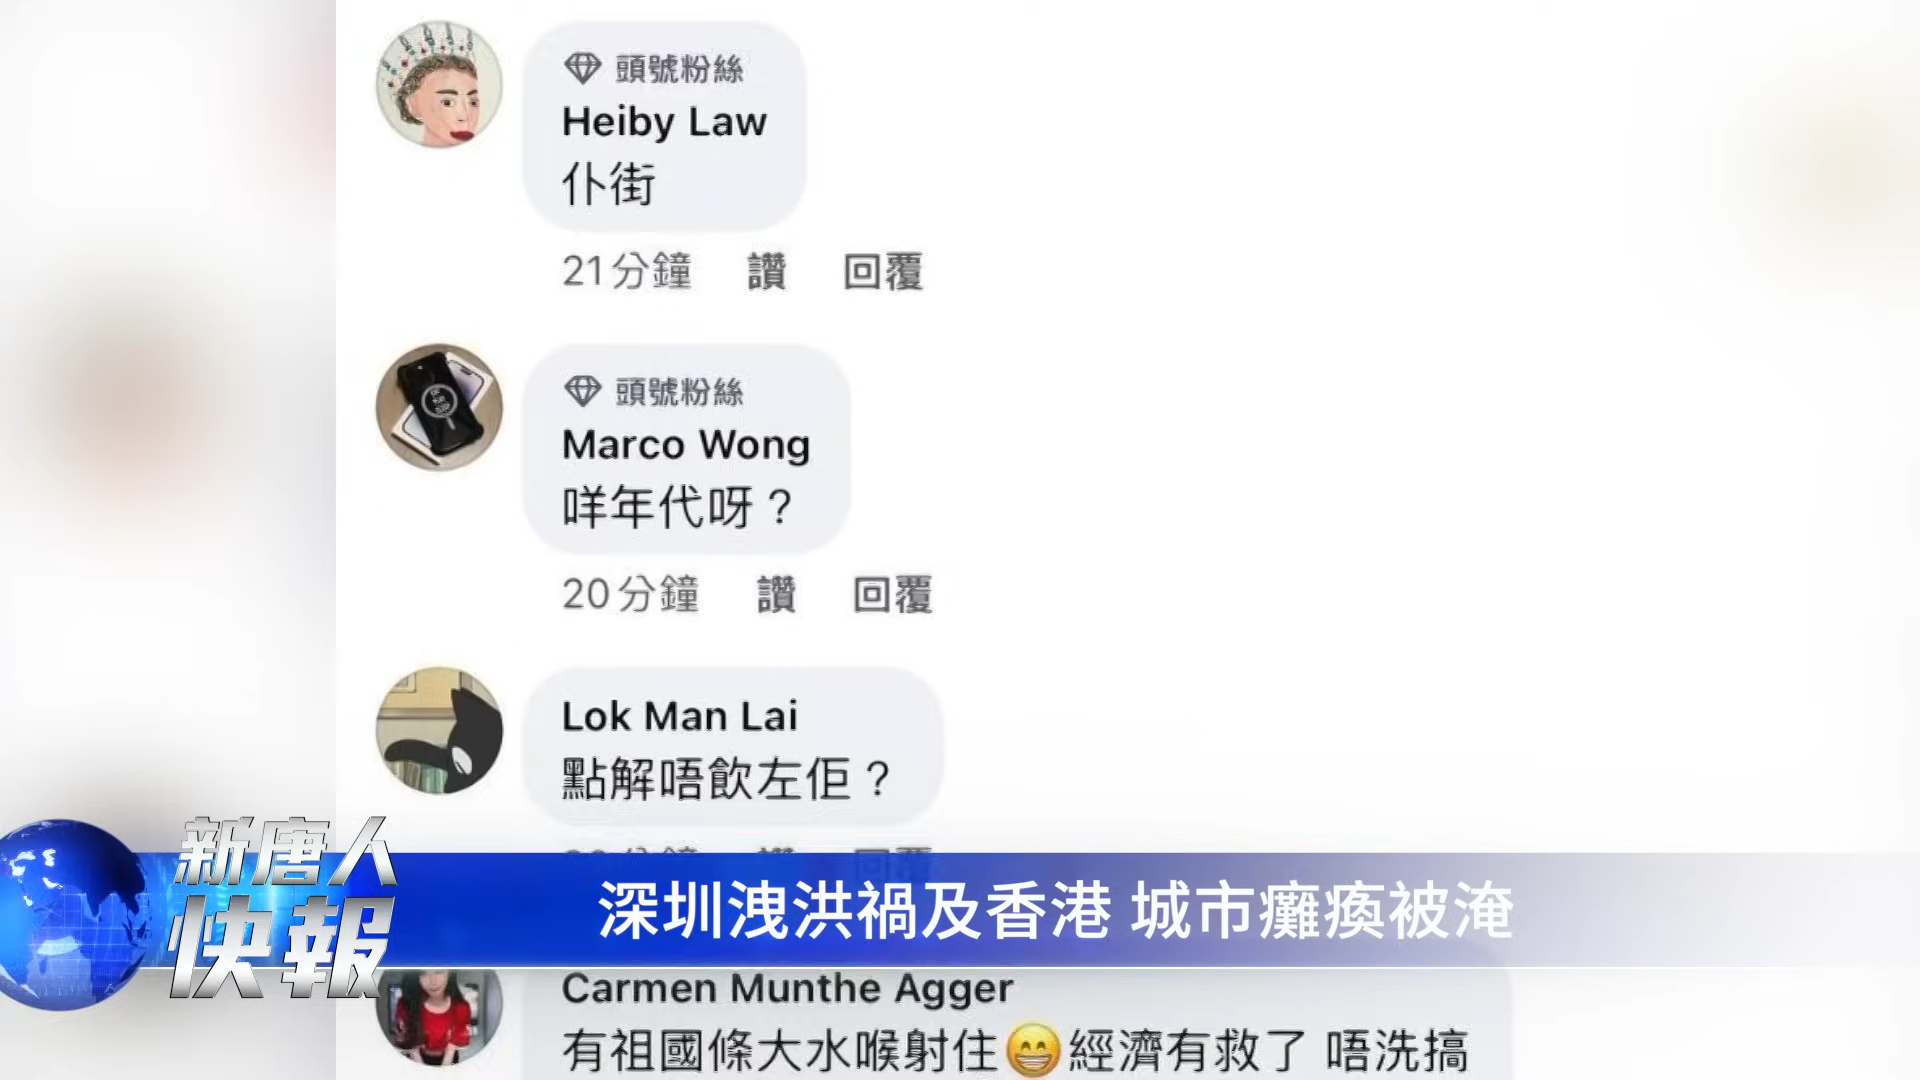 頭號粉絲
Heiby Law
仆街
21分鐘 讚 回覆
頭號粉絲
Marco Wong
咩年代呀？
20分鐘 讚 回覆
Lok Man Lai
點解唔飲左佢？
回覆
新唐人
快報
深圳洩洪禍及香港 城市癱瘓被淹
Carmen Munthe Agger
有祖國條大水喉射住😁經濟有救了 唔洗搞